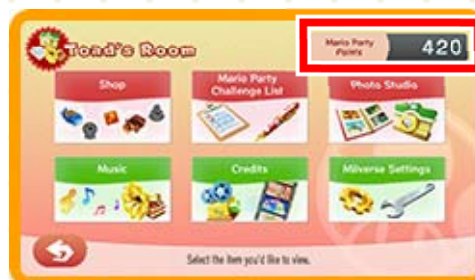 Toad's Room
Mario Party
Points
420
Shop
Mario Party
Challenge List
Photo Studio
Music
Credits
Miiverse Settings
Select the item you'd like to view.